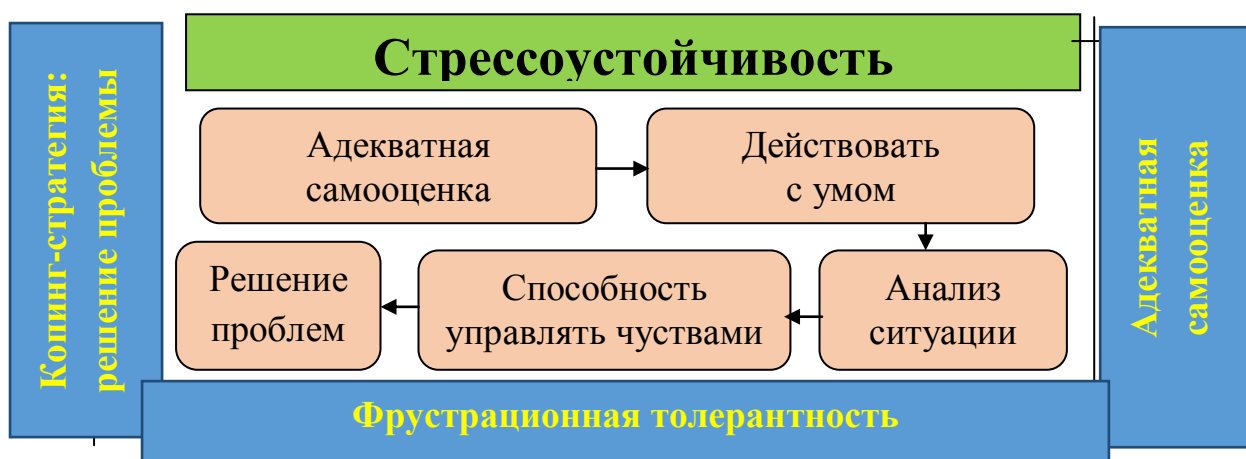 Стрессоустойчивость
Копинг-стратегия:
решение проблемы
Адекватная
самооценка
Действовать
с умом
Решение
проблем
Способность
управлять чуствами
Анализ
ситуации
Адекватная
самооценка
Фрустрационная толерантность